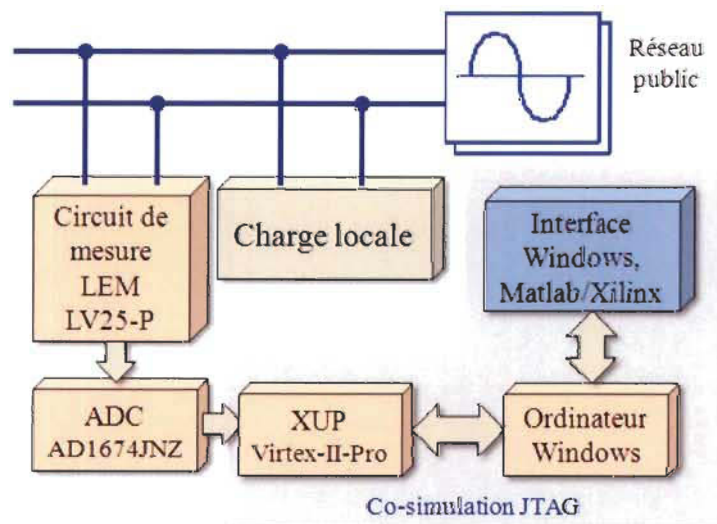 Réseau
public
Circuit de
mesure
LEM
LV25-P
Charge locale
Interface
Windows,
Matlab/Xilinx
ADC
AD1674JNZ
XUP
Virtex-II-Pro
Ordinateur
Windows
Co-simulation JTAG